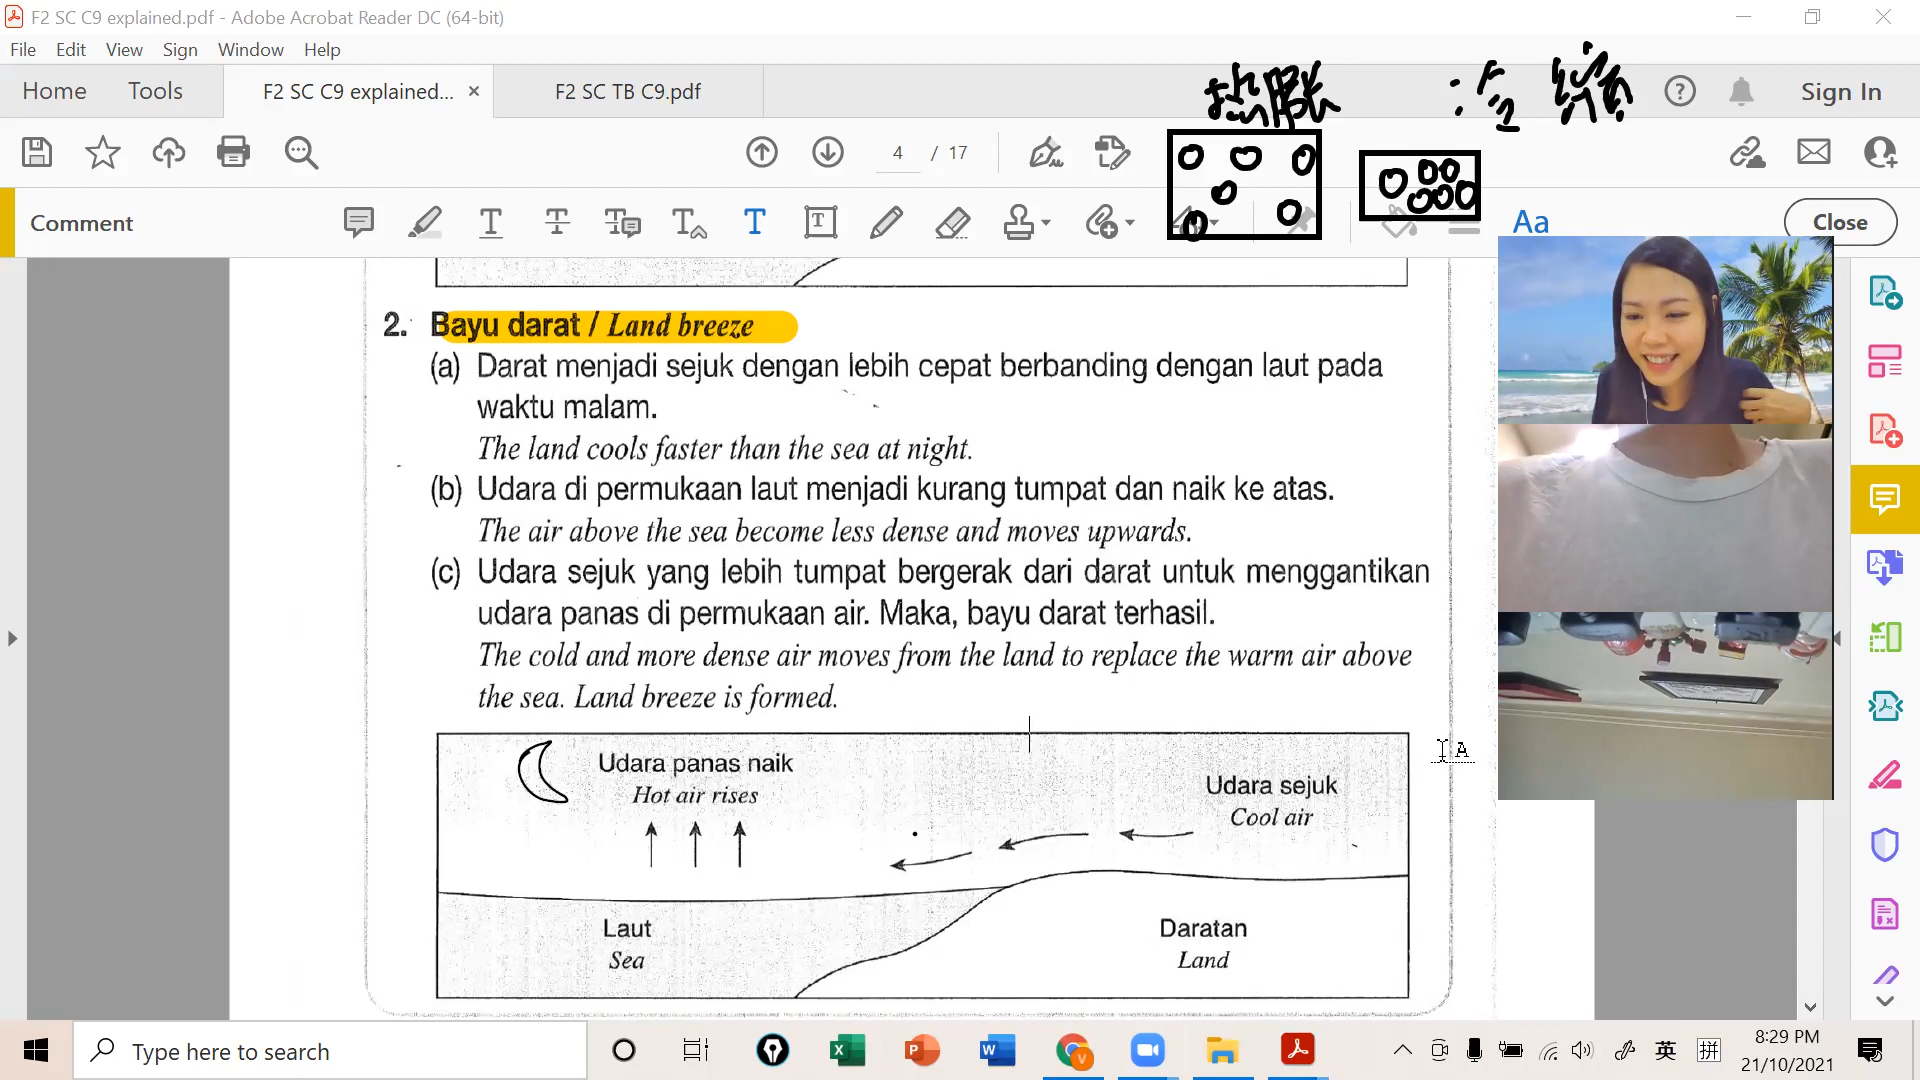 F2 SC C9 explained.pdf - Adobe Acrobat Reader DC (64-bit)
File Edit View Sign Window Help
Home Tools F2 SC C9 explained... × F2 SC TB C9.pdf 热胀 冷缩 ? Sign In
4 / 17
Comment Aa Close
2. Bayu darat / Land breeze
(a) Darat menjadi sejuk dengan lebih cepat berbanding dengan laut pada
waktu malam.
The land cools faster than the sea at night.
(b) Udara di permukaan laut menjadi kurang tumpat dan naik ke atas.
The air above the sea become less dense and moves upwards.
(c) Udara sejuk yang lebih tumpat bergerak dari darat untuk menggantikan
udara panas di permukaan air. Maka, bayu darat terhasil.
The cold and more dense air moves from the land to replace the warm air above
the sea. Land breeze is formed.
Udara panas naik
Hot air rises
Udara sejuk
Cool air
Laut
Sea
Daratan
Land
Type here to search
英 拼
8:29 PM
21/10/2021